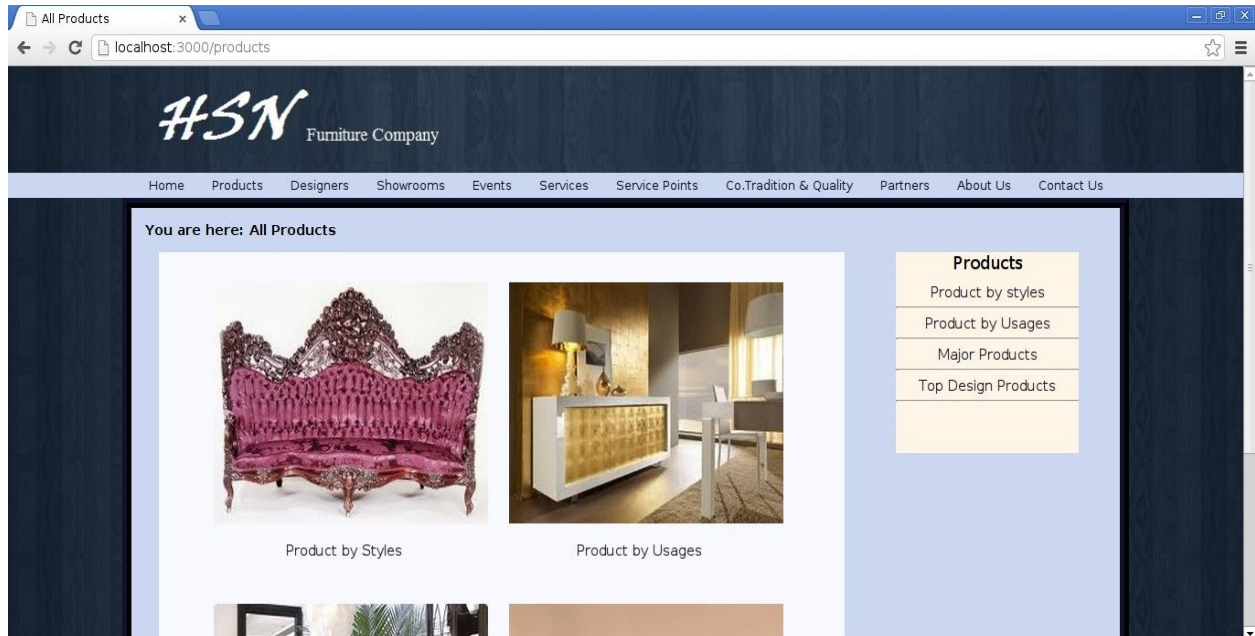 All Products
localhost:3000/products
HSN Furniture Company
Home Products Designers Showrooms Events Services Service Points Co.Tradition & Quality Partners About Us Contact Us
You are here: All Products
Product by Styles Product by Usages
Products
Product by styles
Product by Usages
Major Products
Top Design Products